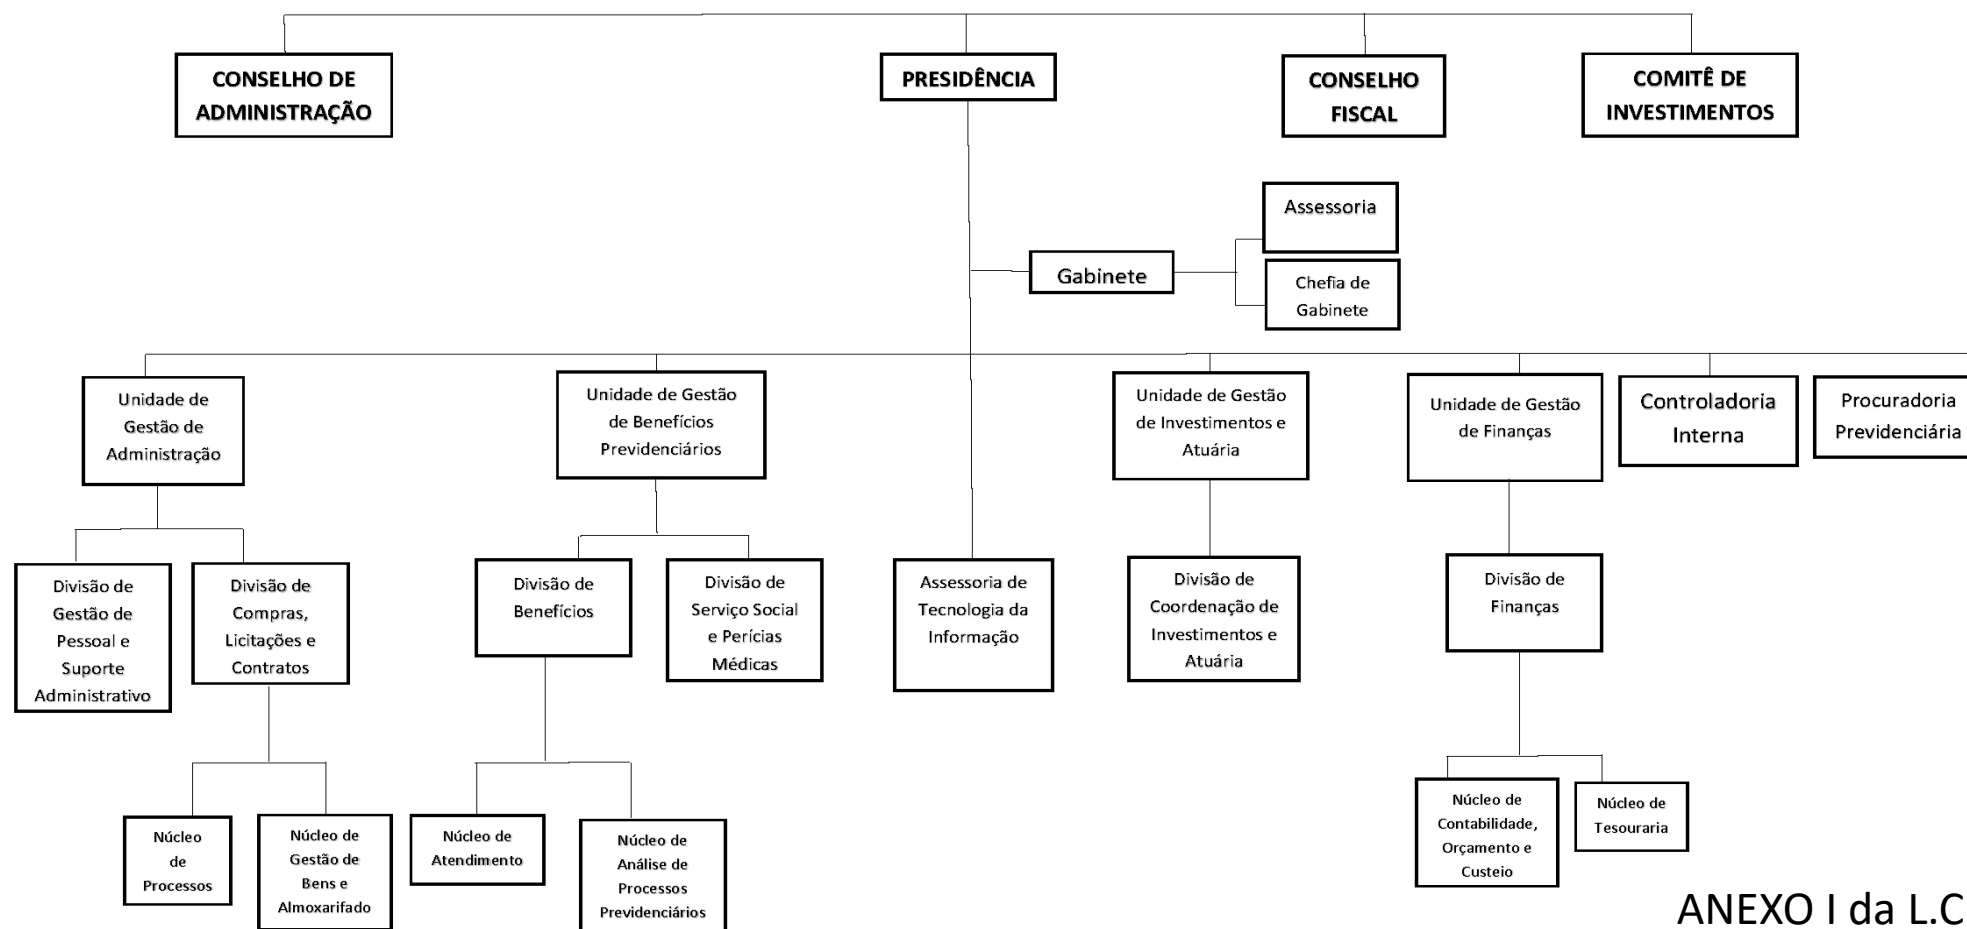 CONSELHO DE
ADMINISTRAÇÃO
PRESIDÊNCIA
CONSELHO
FISCAL
COMITÊ DE
INVESTIMENTOS
Assessoria
Gabinete
Chefia de
Gabinete
Unidade de
Gestão de
Administração
Unidade de Gestão
de Benefícios
Previdenciários
Unidade de Gestão
de Investimentos e
Atuária
Unidade de Gestão
de Finanças
Controladoria
Interna
Procuradoria
Previdenciária
Divisão de
Gestão de
Pessoal e
Suporte
Administrativo
Divisão de
Compras,
Licitações e
Contratos
Divisão de
Benefícios
Divisão de
Serviço Social
e Perícias
Médicas
Assessoria de
Tecnologia da
Informação
Divisão de
Coordenação de
Investimentos e
Atuária
Divisão de
Finanças
Núcleo
de
Processos
Núcleo de
Gestão de
Bens e
Almoxarifado
Núcleo de
Atendimento
Núcleo de
Análise de
Processos
Previdenciários
Núcleo de
Contabilidade,
Orçamento e
Custeio
Núcleo de
Tesouraria
ANEXO I da L.C